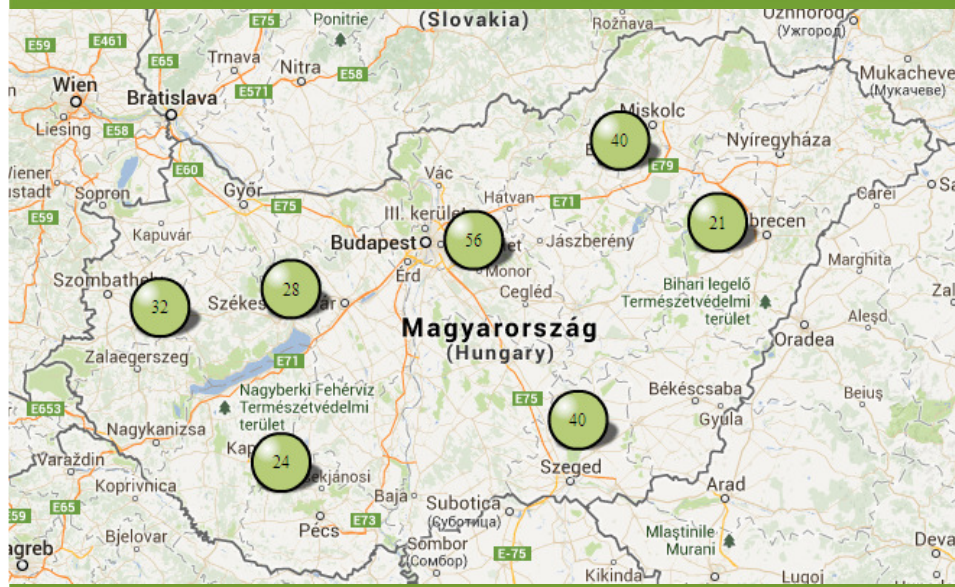 E75
Ponitrie
(Slovakia)
Rožňava
Uzhhorod
(Ужгород)
E59
E461
E65
Trnava
Nitra
E58
E571
Wien
Bratislava
Liesing
E58
Mukacheve
(Мукачеве)
Miskolc
40
Nyíregyháza
E79
Wiener
E60
Vác
Sopron
Győr
E75
Hatvan
E71
Carei
E59
III. kerület
21
Kapuvár
Budapest
56
Jászberény
Érd
Monor
Marghita
Szombathely
28
Cegléd
Bihari legelő
Természetvédelmi
terület
32
Magyarország
(Hungary)
Aleşd
Oradea
Zalaegerszeg
E71
Nagyberki Fehérvíz
Természetvédelmi
terület
E75
Békéscsaba
Beiuş
E653
40
Gyula
Nagykanizsa
24
Szeged
Varaždin
Koprivnica
Baja
Arad
E65
Subotica
(Суботица)
E59
Pécs
E73
Bjelovar
Mlaştinile
Murani
Sombor
(Сомбор)
E-75
Deva
Kikinda
Lugoj